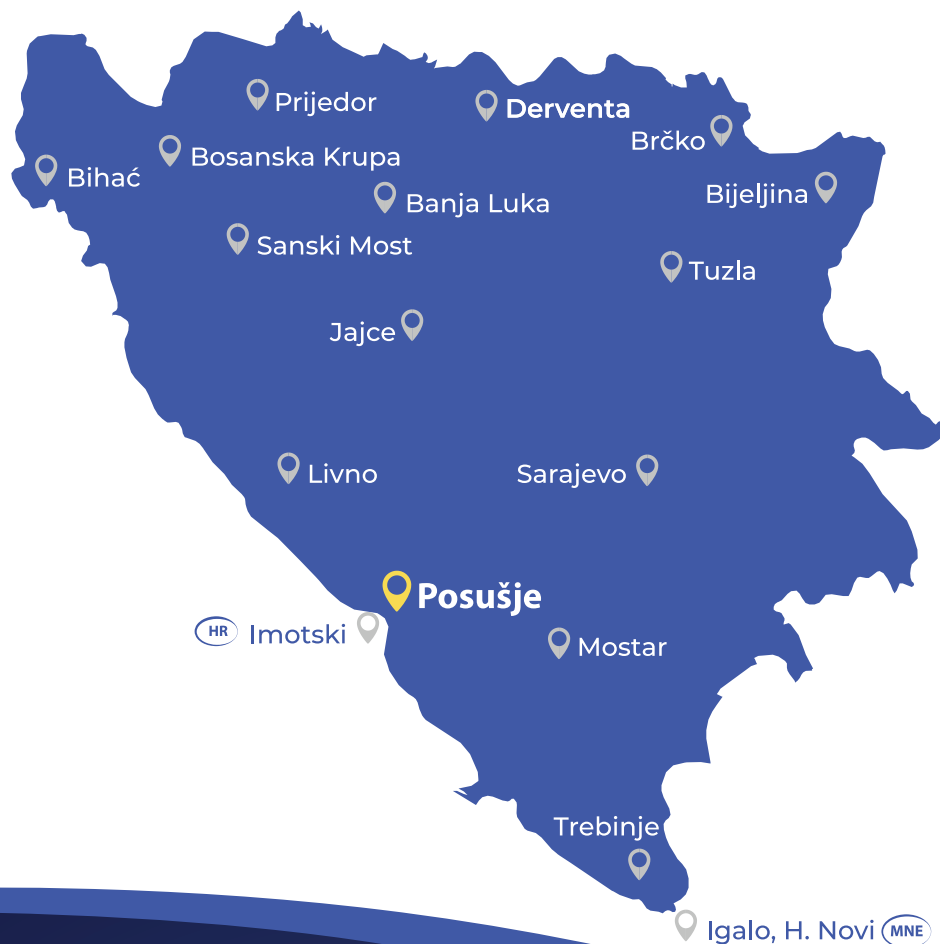 Prijedor
Derventa
Brčko
Bosanska Krupa
Bihać
Bijeljina
Banja Luka
Sanski Most
Tuzla
Jajce
Livno
Sarajevo
Posušje
HR Imotski
Mostar
Trebinje
Igalo, H. Novi MNE